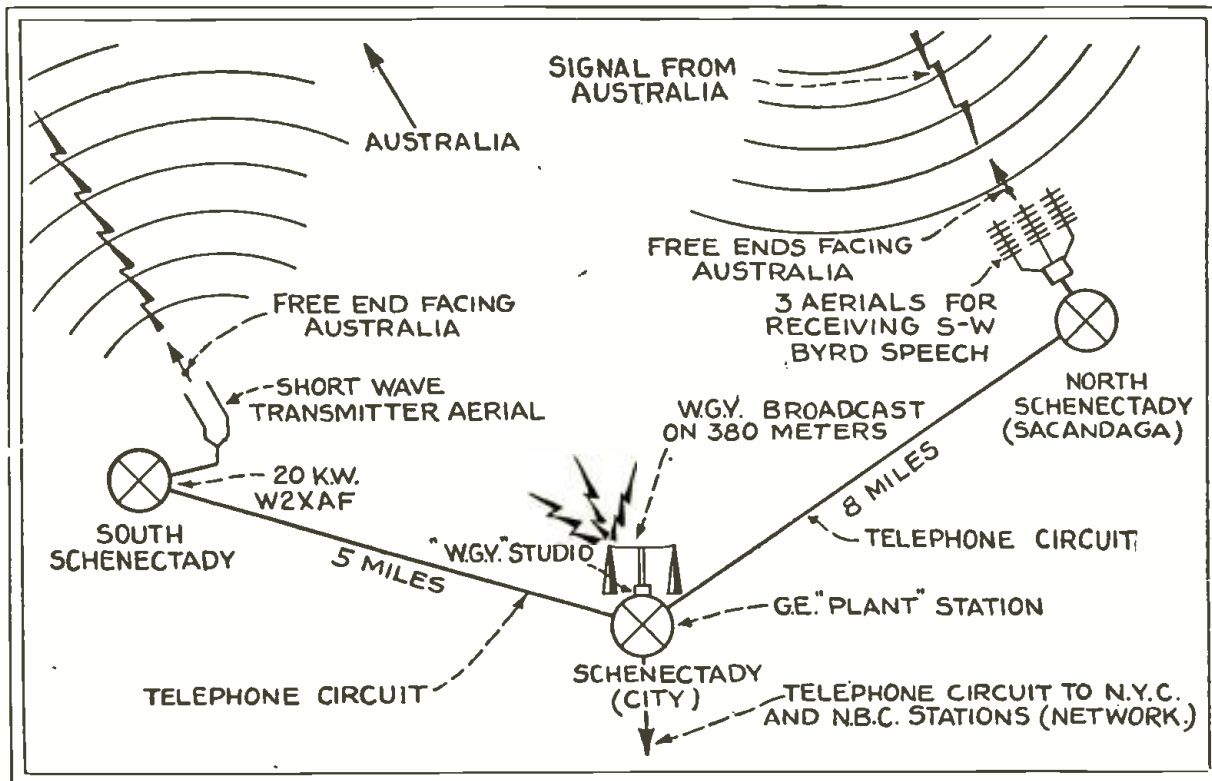 SIGNAL FROM
AUSTRALIA
AUSTRALIA
FREE ENDS FACING
AUSTRALIA
3 AERIALS FOR
RECEIVING S-W
BYRD SPEECH
FREE END FACING
AUSTRALIA
SHORT WAVE
TRANSMITTER AERIAL
NORTH
SCHENECTADY
(SACANDAGA)
W.G.Y. BROADCAST
ON 380 METERS
20 K.W.
W2XAF
SOUTH
SCHENECTADY
5 MILES
"W.G.Y." STUDIO
8 MILES
TELEPHONE CIRCUIT
G.E. "PLANT" STATION
SCHENECTADY
(CITY)
TELEPHONE CIRCUIT
TELEPHONE CIRCUIT TO N.Y.C.
AND N.B.C. STATIONS (NETWORK.)